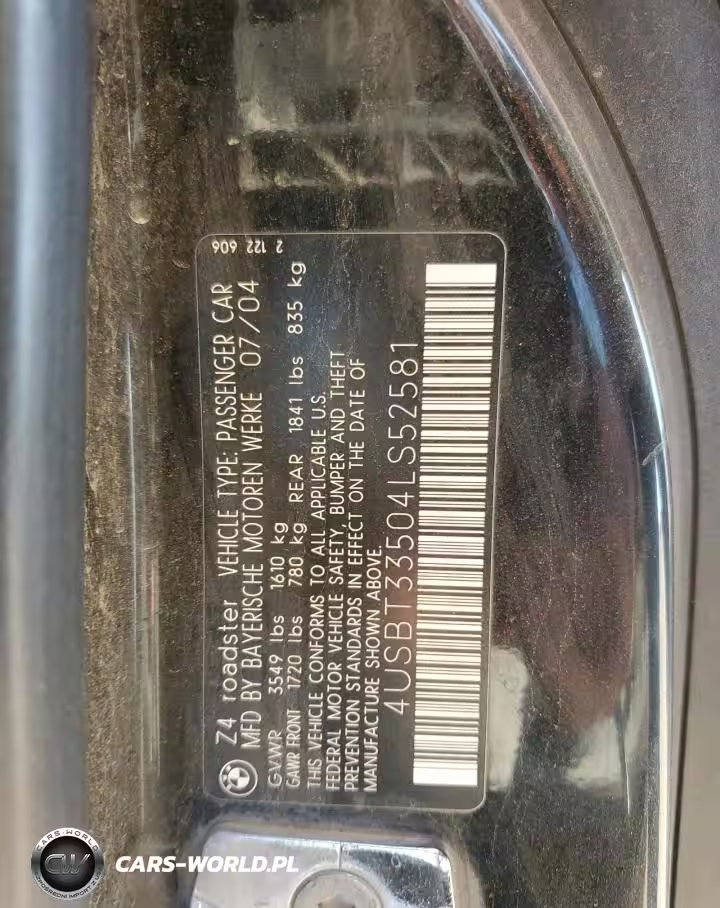 Z4 roadster VEHICLE TYPE: PASSENGER CAR
MFD BY BAYERISCHE MOTOREN WERKE 07/04
GVWR 3549 lbs 1610 kg
GAWR FRONT 1720 lbs 780 kg REAR 1841 lbs 835 kg
THIS VEHICLE CONFORMS TO ALL APPLICABLE U.S.
FEDERAL MOTOR VEHICLE SAFETY, BUMPER AND THEFT
PREVENTION STANDARDS IN EFFECT ON THE DATE OF
MANUFACTURE SHOWN ABOVE.
4USBT33504LS52581
2 122 606
CARS-WORLD
CW
CARS-WORLD.PL